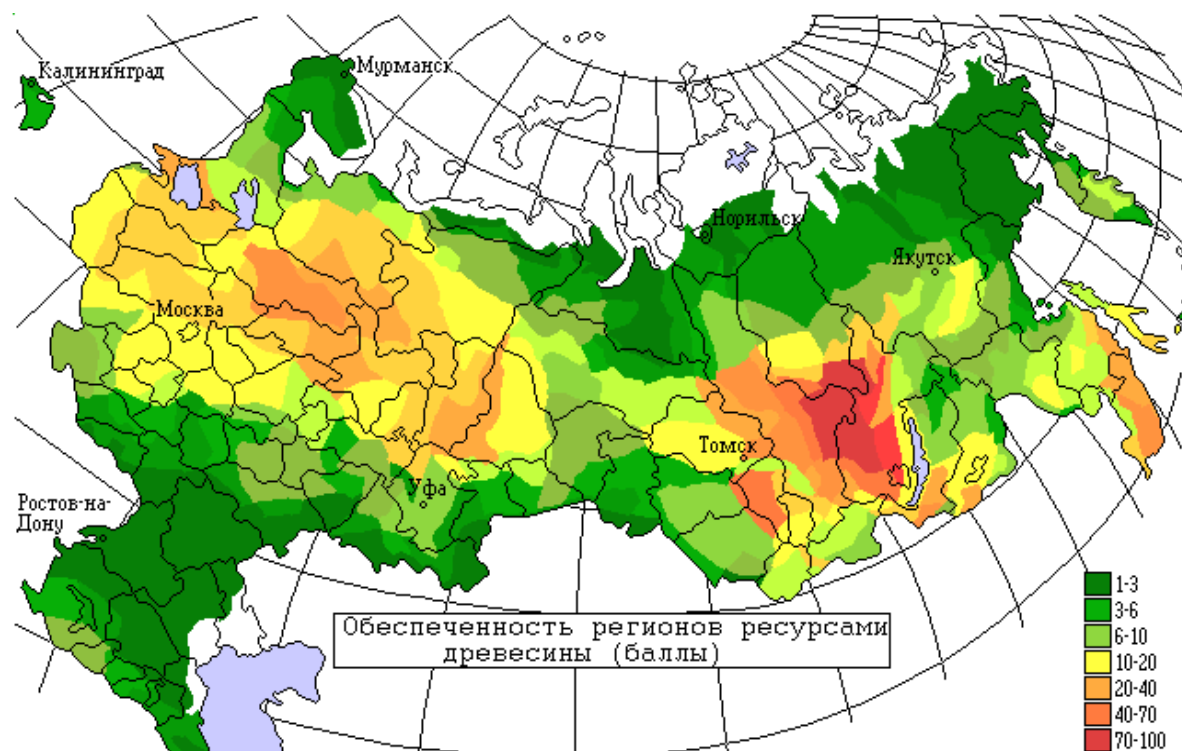 Калининград
Мурманск
Норильск
Якутск
Москва
Томск
Уфа
Ростов-на-
Дону
Обеспеченность регионов ресурсами
древесины (баллы)
1-3
3-6
6-10
10-20
20-40
40-70
70-100